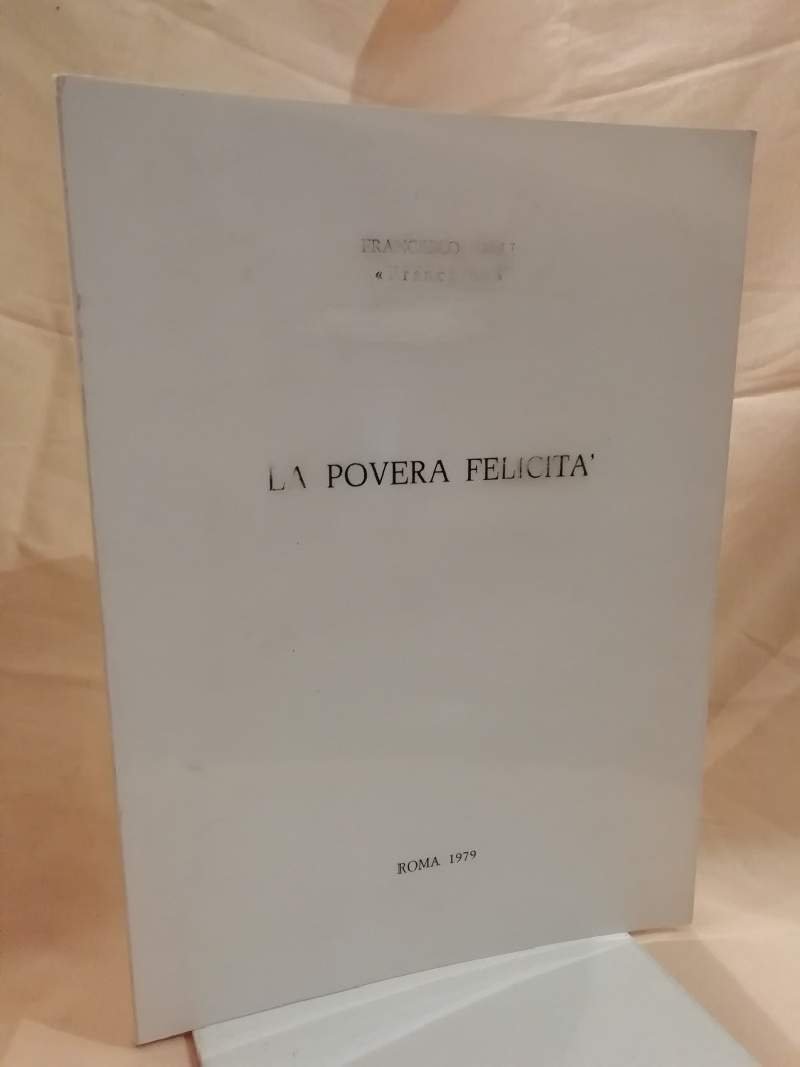 FRANCESCO
LA POVERA FELICITA'
ROMA 1979